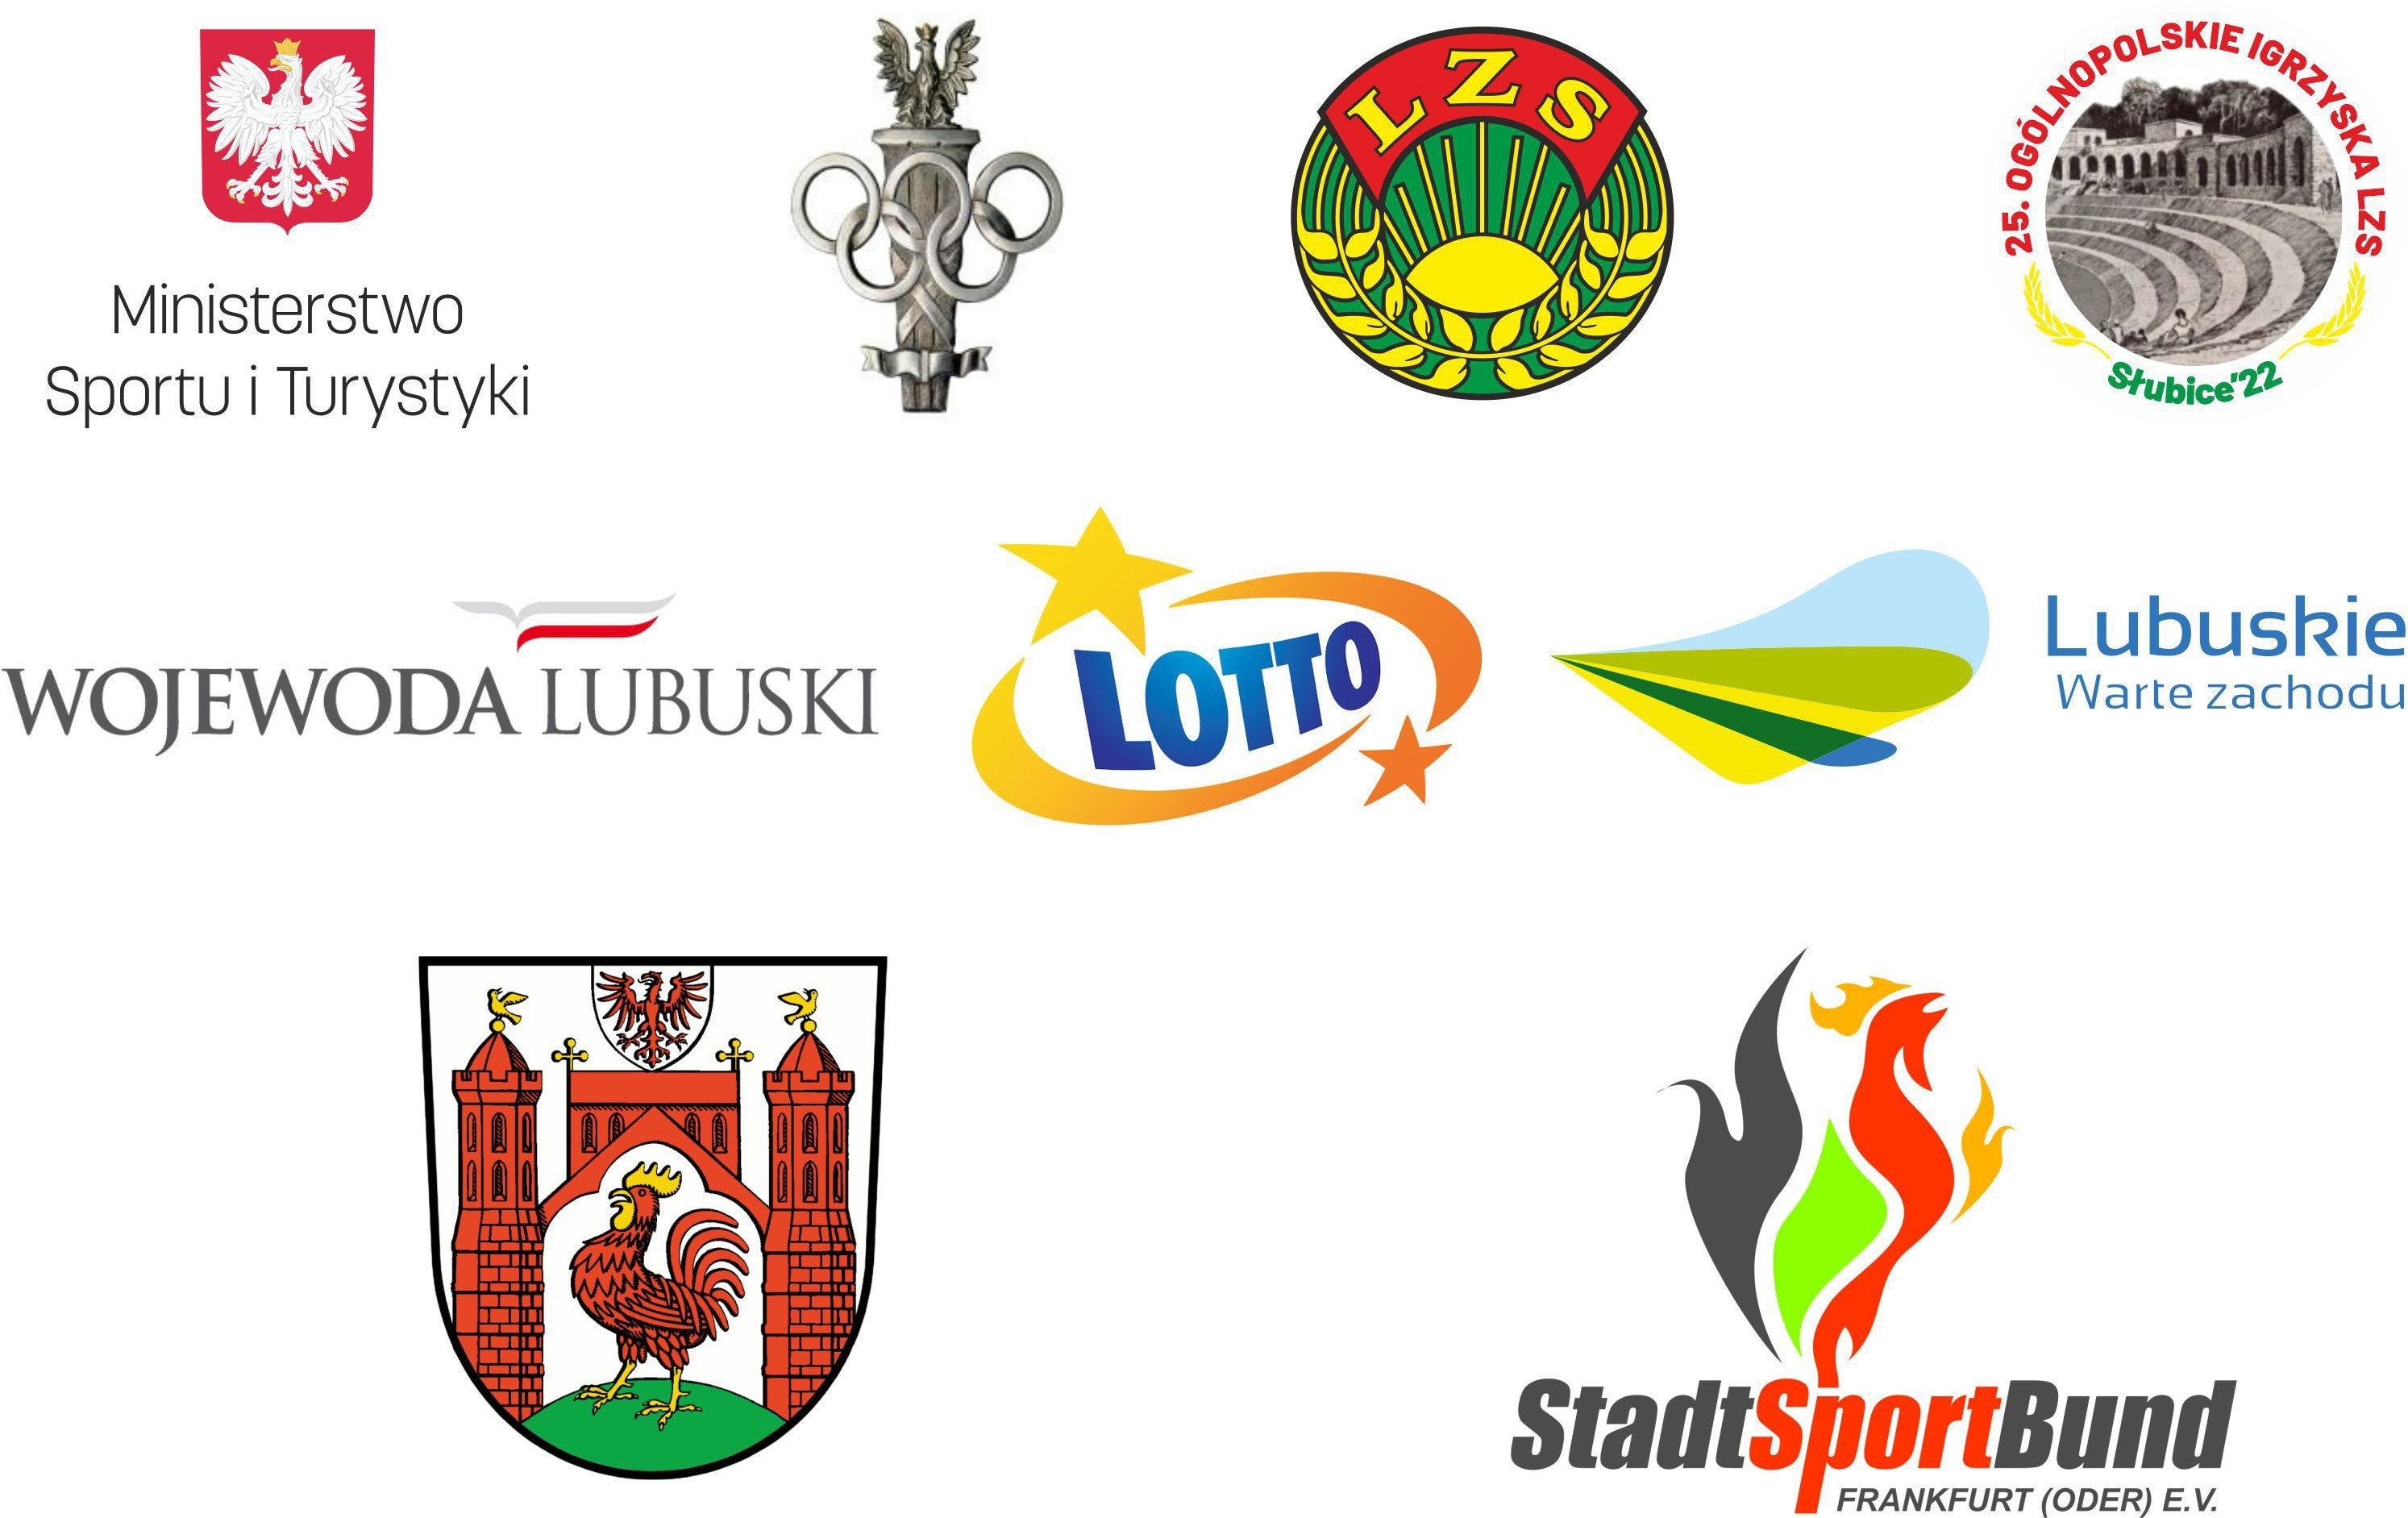 Ministerstwo
Sportu i Turystyki
LZS
25. OGÓLNOPOLSKIE IGRZYSKA LZS
Słubice'22
WOJEWODA LUBUSKI
LOTTO
Lubuskie
Warte zachodu
StadtSportBund
FRANKFURT (ODER) E.V.